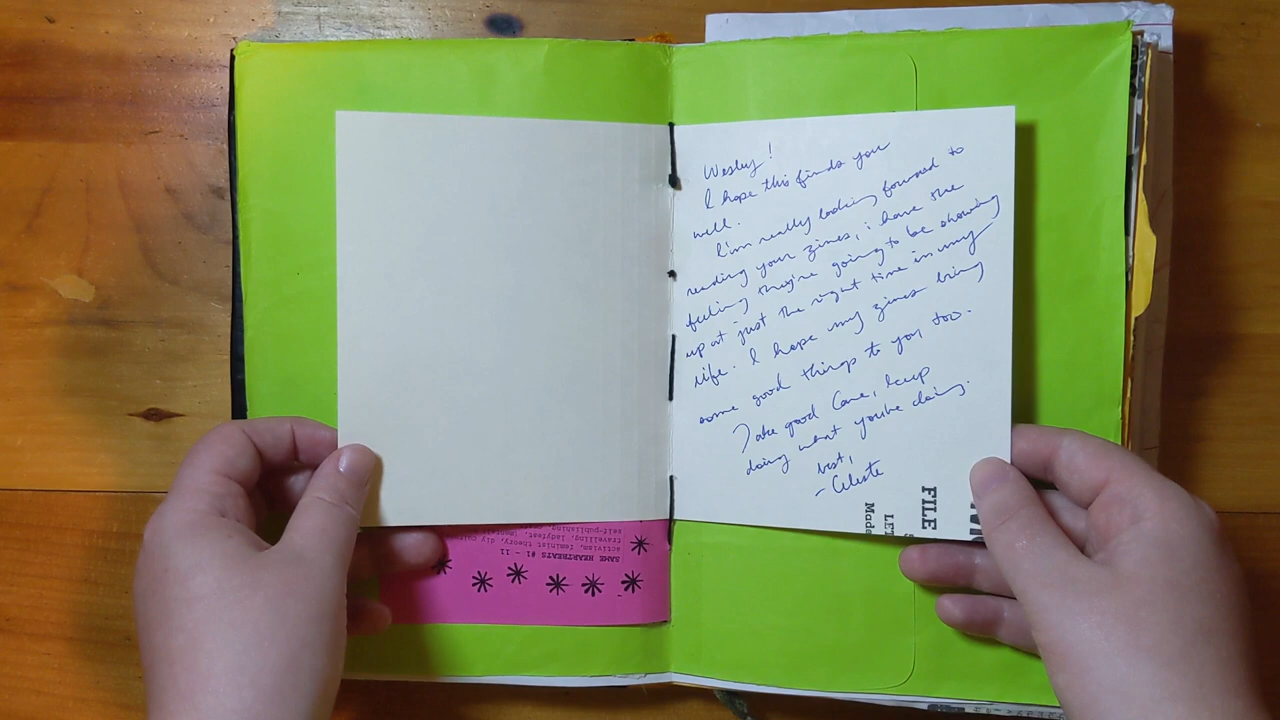 Wesley!
I hope this finds you
well.
I'm really looking forward to
reading your zines, i have the
feeling they're going to be showing
up at just the right time in my
life. I hope my zines bring
some good things to you too.
Take good care, keep
doing what you're doing.
best,
- Celeste
FILE
LET
Made
SAME HEARTBEATS #1 - 11
activism, feminist theory, diy
travelling, ladyfest,
self-publishing,